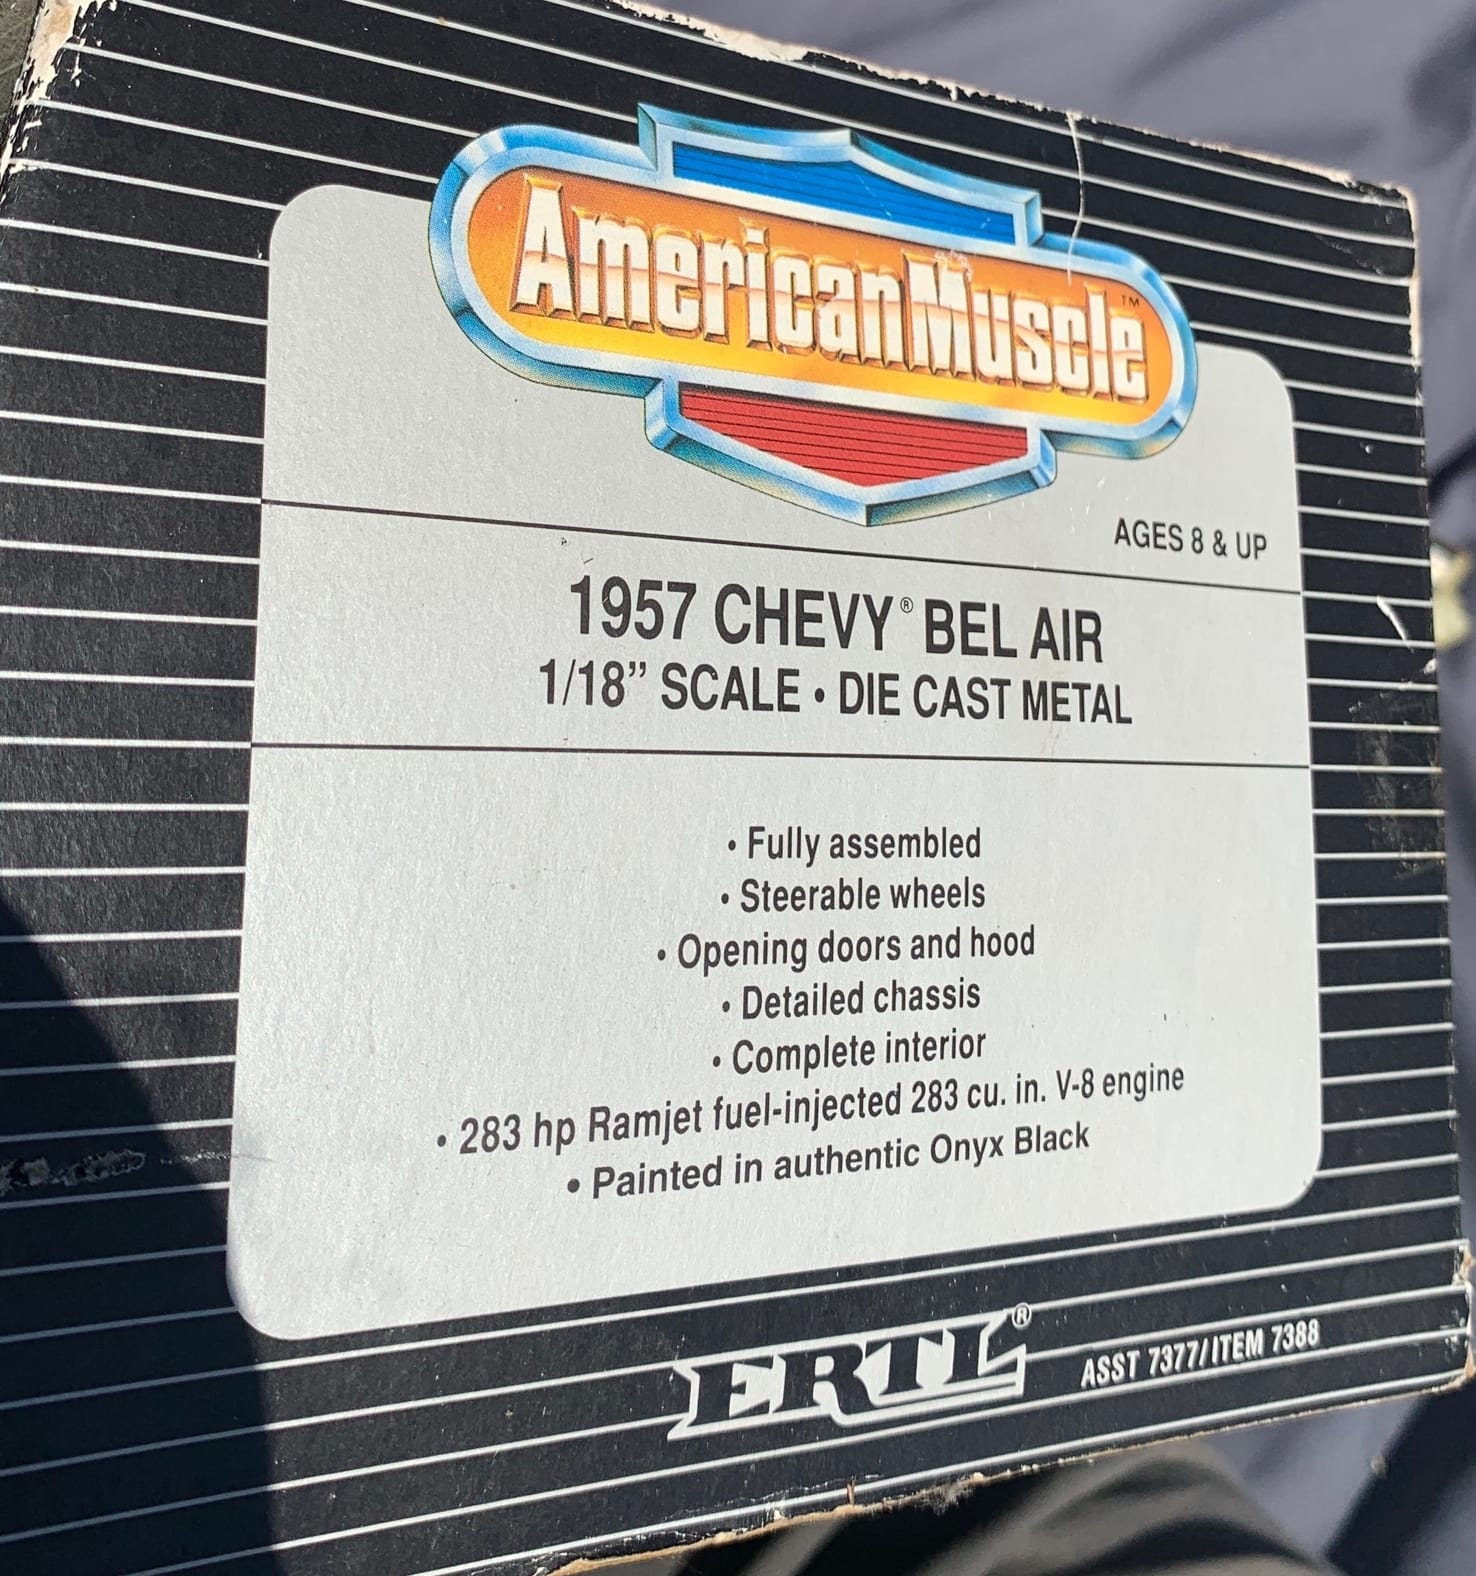 AmericanMuscle™
AGES 8 & UP
1957 CHEVY® BEL AIR
1/18” SCALE • DIE CAST METAL
• Fully assembled
• Steerable wheels
• Opening doors and hood
• Detailed chassis
• Complete interior
• 283 hp Ramjet fuel-injected 283 cu. in. V-8 engine
• Painted in authentic Onyx Black
ERTL®
ASST 7377/ITEM 7388